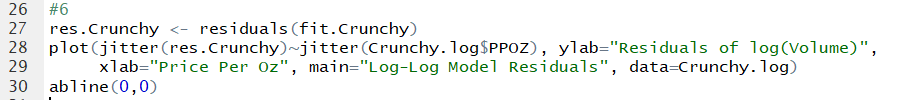 26 #6
27 res.Crunchy <- residuals(fit.Crunchy)
28 plot(jitter(res.Crunchy)~jitter(Crunchy.log$PPOZ), ylab="Residuals of log(Volume)",
29 xlab="Price Per Oz", main="Log-Log Model Residuals", data=Crunchy.log)
30 abline(0,0)